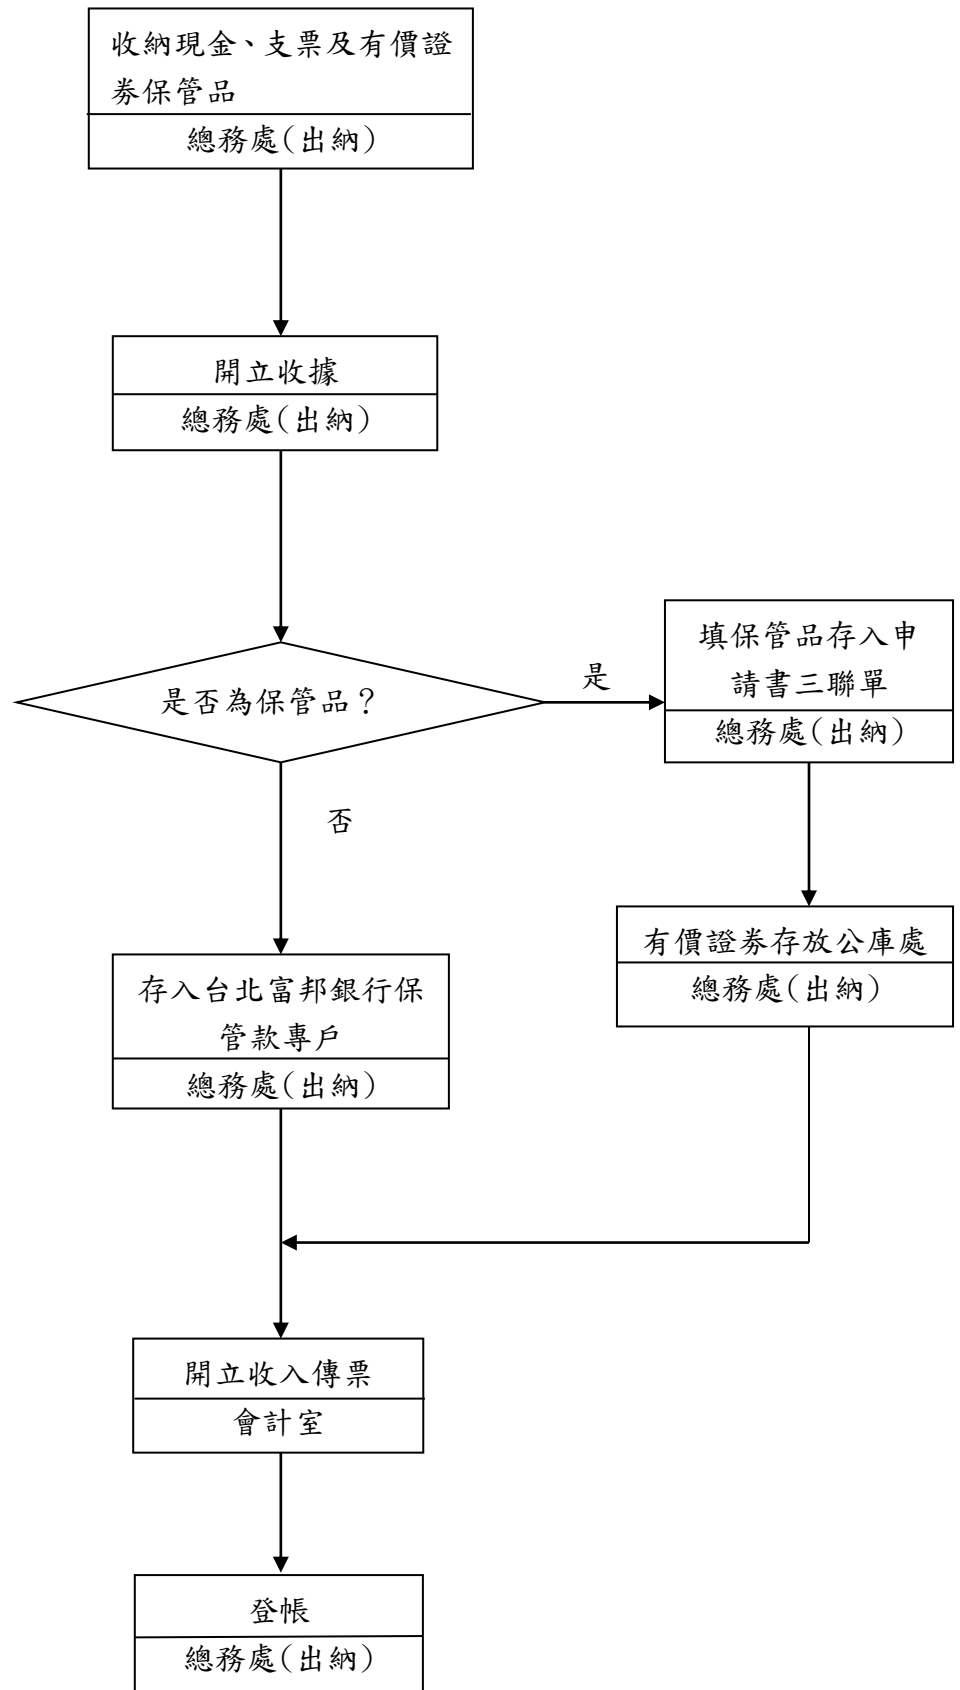 收納現金、支票及有價證
券保管品
總務處(出納)
開立收據
總務處(出納)
是否為保管品？
是
填保管品存入申
請書三聯單
總務處(出納)
否
有價證券存放公庫處
總務處(出納)
存入台北富邦銀行保
管款專戶
總務處(出納)
開立收入傳票
會計室
登帳
總務處(出納)